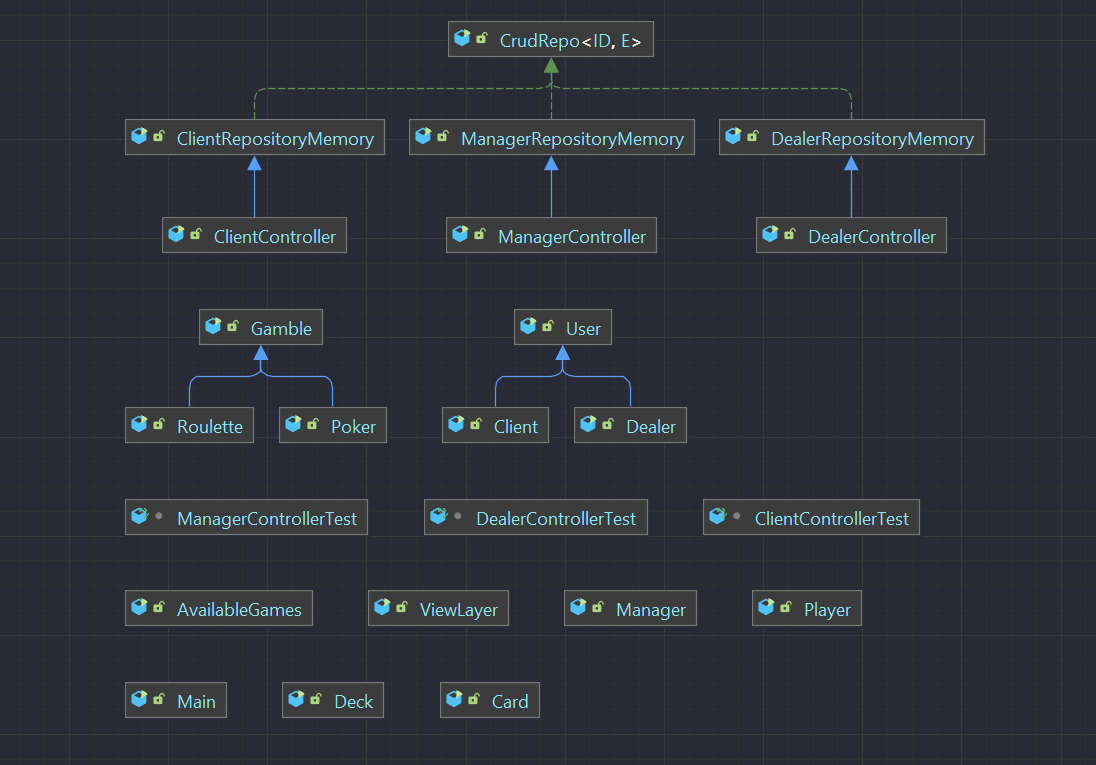 CrudRepo<ID, E>
ClientRepositoryMemory
ManagerRepositoryMemory
DealerRepositoryMemory
ClientController
ManagerController
DealerController
Gamble
User
Roulette
Poker
Client
Dealer
ManagerControllerTest
DealerControllerTest
ClientControllerTest
AvailableGames
ViewLayer
Manager
Player
Main
Deck
Card